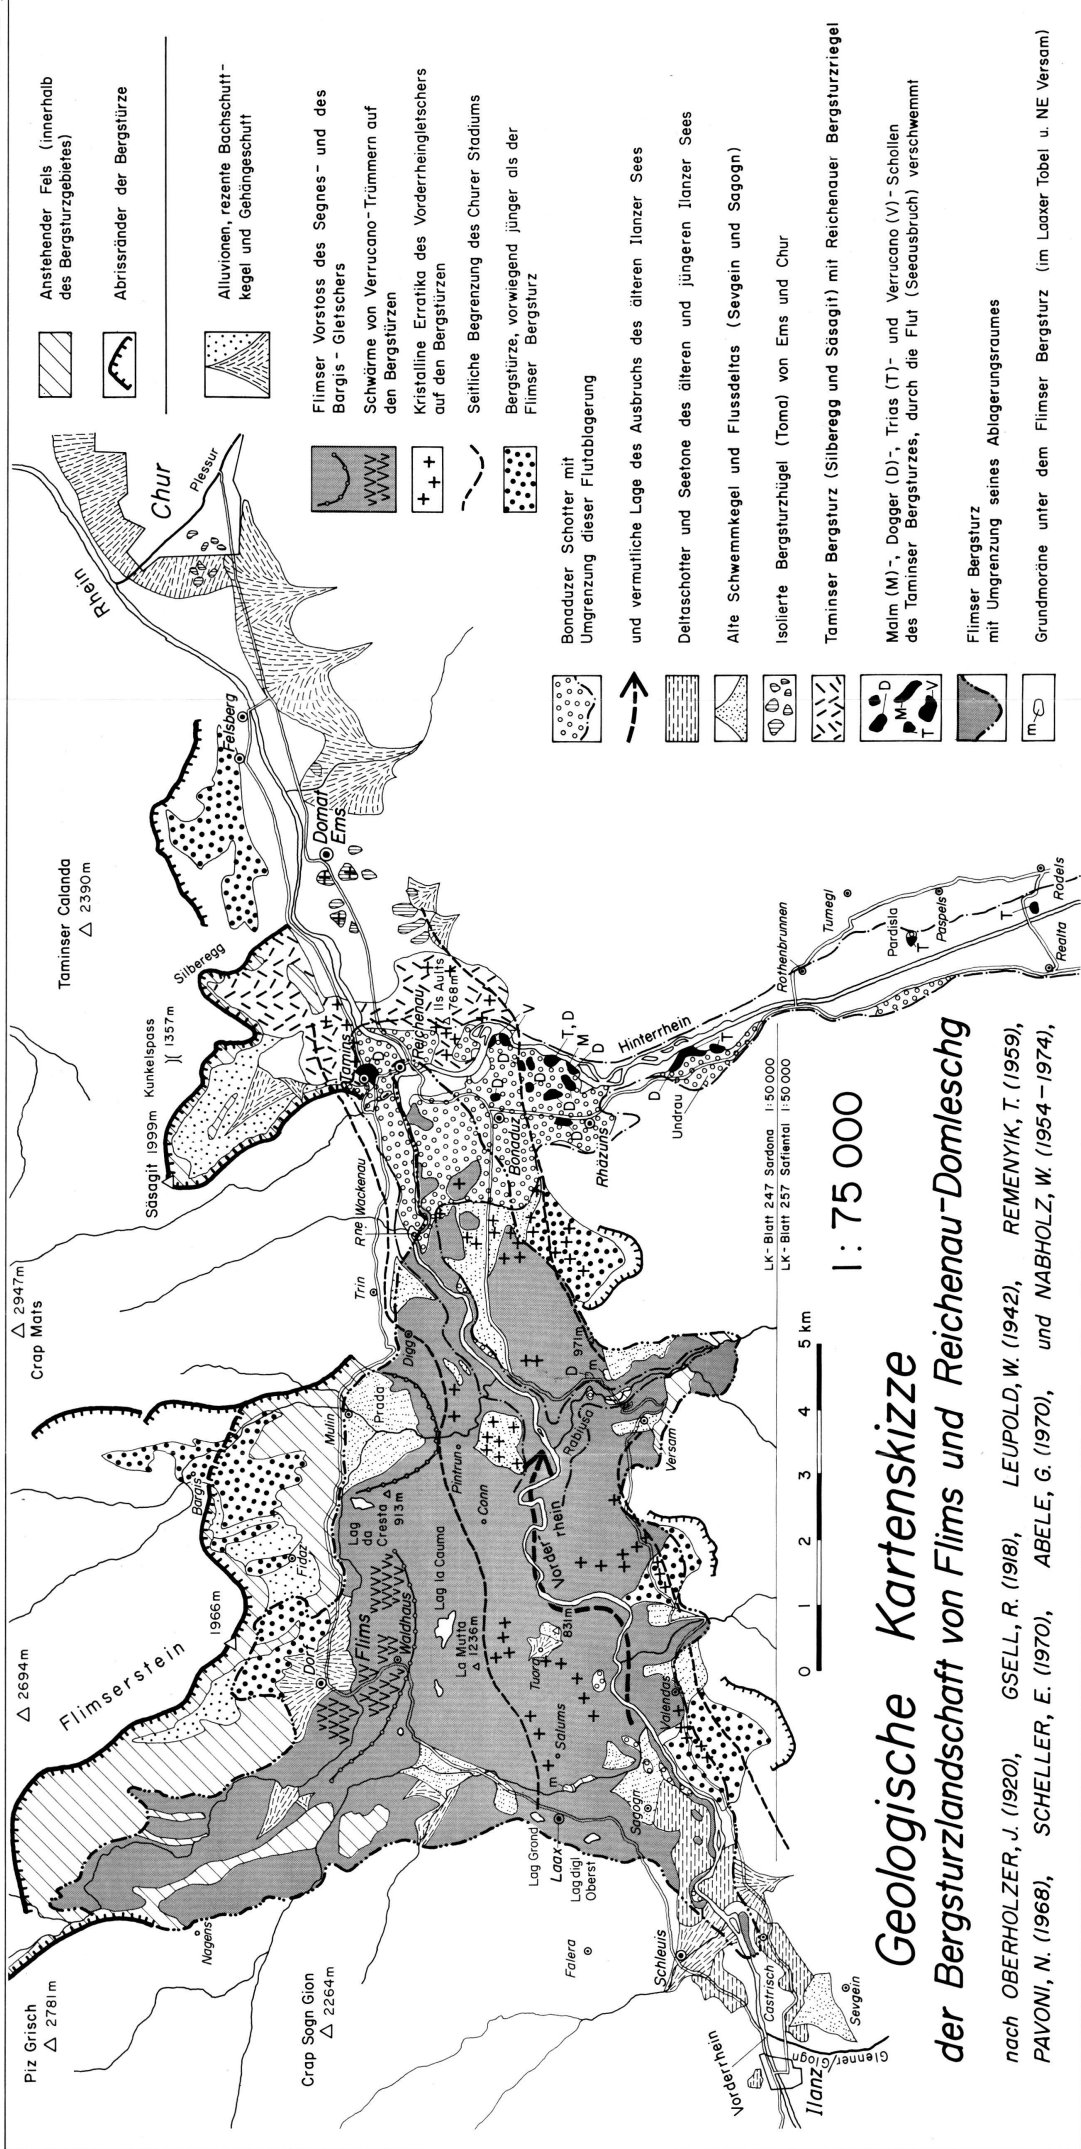 Geologische Kartenskizze
der Bergsturzlandschaft von Flims und Reichenau-Domleschg
nach OBERHOLZER, J. (1920), GSELL, R. (1918), LEUPOLD, W. (1942), REMENYIK, T. (1959),
PAVONI, N. (1968), SCHELLER, E. (1970), ABELE, G. (1970), und NABHOLZ, W. (1954-1974),
1 : 75 000
0 1 2 3 4 5 km
LK-Blatt 247 Sardona 1:50000
LK-Blatt 257 Safiental 1:50000
Piz Grisch
△ 2781m
△ 2694m
△ 2947m
Crap Mats
Taminser Calanda
△ 2390m
Säsagit 1999m
Kunkelspass
)( 1357m
Silberegg
Flimserstein
1966m
Bargis
Fidaz
Mulin
Prada
Digg
Trin
Rne Wackenau
Tamins
Reichenau
Ils Aults
△ 768m
Domat
Ems
Felsberg
Rhein
Chur
Plessur
Nagens
Crap Sogn Gion
△ 2264m
Dorf
Flims
Waldhaus
Lag
da
Cresta △
913m
Lag la Cauma
La Mutta
△ 1236m
Pintrun
Conn
Tuora
△
831m
Salums
m
Lag Grond
Laax
Lag digl
Oberst
Falera
Sagogn
Schleuis
Valendas
Vorderrhein
Rabiusa
Versam
D
971m
m
Bonaduz
Rhäzüns
Undrau
Hinterrhein
V
T, D
M
D
D
D
D
D
D
D
T
Rothenbrunnen
Tumegl
Pardisla
T
Paspels
T
Rodels
Realta
Vorderrhein
Ilanz
Glenner/Glogn
Castrisch
Sevgein
Anstehender Fels (innerhalb
des Bergsturzgebietes)
Abrissränder der Bergstürze
Alluvionen, rezente Bachschutt-
kegel und Gehängeschutt
Flimser Vorstoss des Segnes- und des
Bargis-Gletschers
Schwärme von Verrucano-Trümmern auf
den Bergstürzen
Kristalline Erratika des Vorderrheingletschers
auf den Bergstürzen
Seitliche Begrenzung des Churer Stadiums
Bergstürze, vorwiegend jünger als der
Flimser Bergsturz
Bonaduzer Schotter mit
Umgrenzung dieser Flutablagerung
und vermutliche Lage des Ausbruchs des älteren Ilanzer Sees
Deltaschotter und Seetone des älteren und jüngeren Ilanzer Sees
Alte Schwemmkegel und Flussdeltas (Sevgein und Sagogn)
Isolierte Bergsturzhügel (Toma) von Ems und Chur
Taminser Bergsturz (Silberegg und Säsagit) mit Reichenauer Bergsturzriegel
D
M
T
V
Malm (M)-, Dogger (D)-, Trias (T)- und Verrucano (V)-Schollen
des Taminser Bergsturzes, durch die Flut (Seeausbruch) verschwemmt
Flimser Bergsturz
mit Umgrenzung seines Ablagerungsraumes
m
Grundmoräne unter dem Flimser Bergsturz (im Laaxer Tobel u. NE Versam)